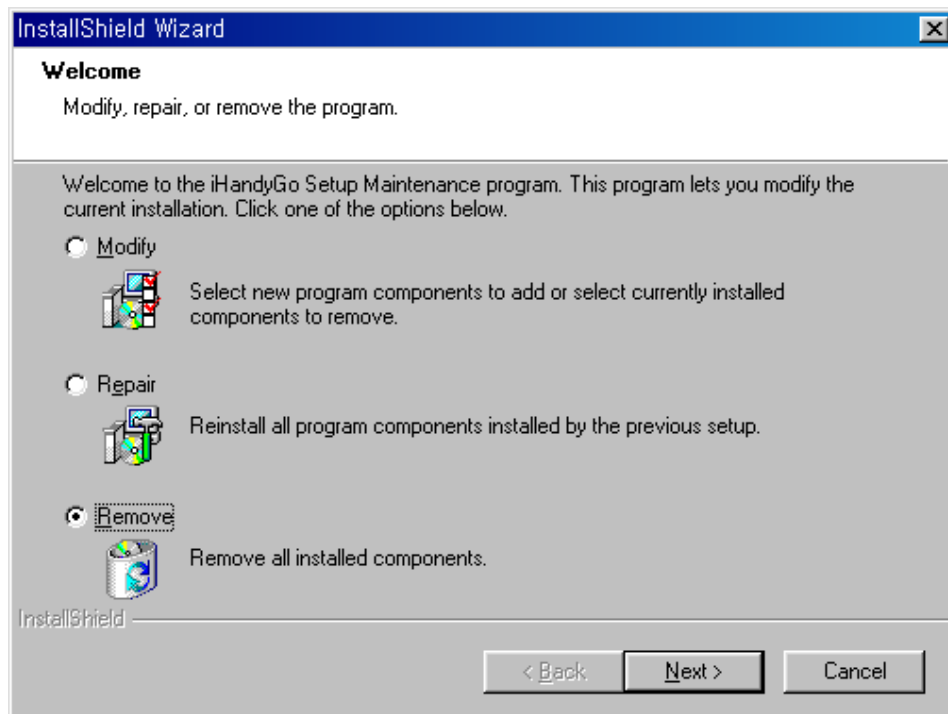 InstallShield Wizard
Welcome
Modify, repair, or remove the program.
Welcome to the iHandyGo Setup Maintenance program. This program lets you modify the
current installation. Click one of the options below.
Modify
Select new program components to add or select currently installed
components to remove.
Repair
Reinstall all program components installed by the previous setup.
Remove
Remove all installed components.
InstallShield
< Back
Next >
Cancel